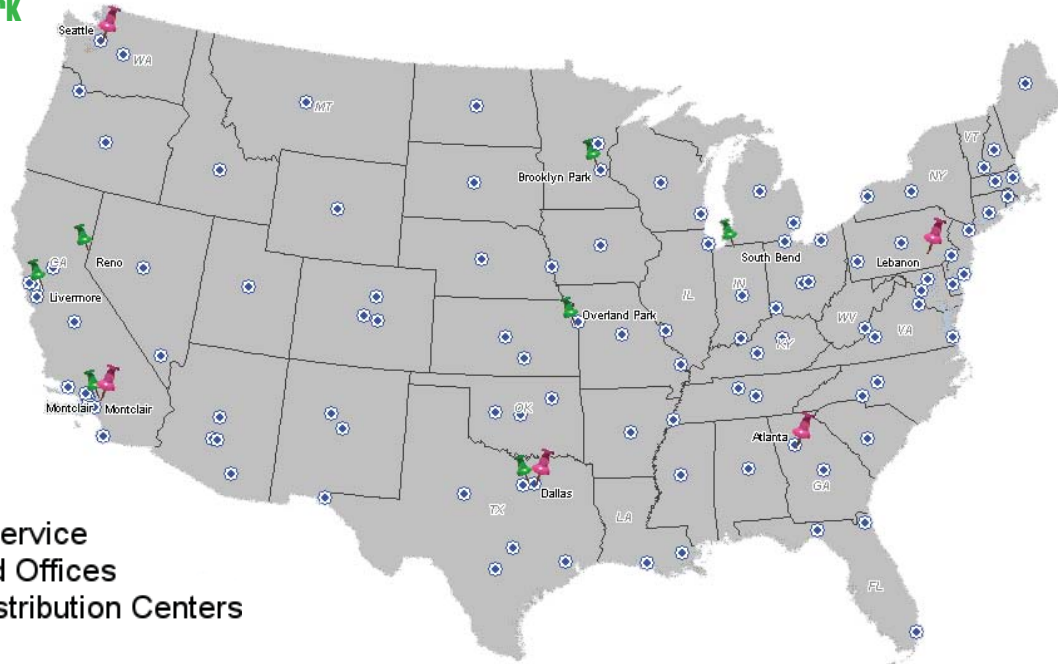 rk
Seattle
WA
MT
VT
NY
Brooklyn Park
Reno
CA
South Bend
Lebanon
Livermore
IN
IL
Overland Park
WV
VA
KY
Montclair
Montclair
OK
Atlanta
Dallas
GA
TX
LA
FL
ervice
d Offices
stribution Centers